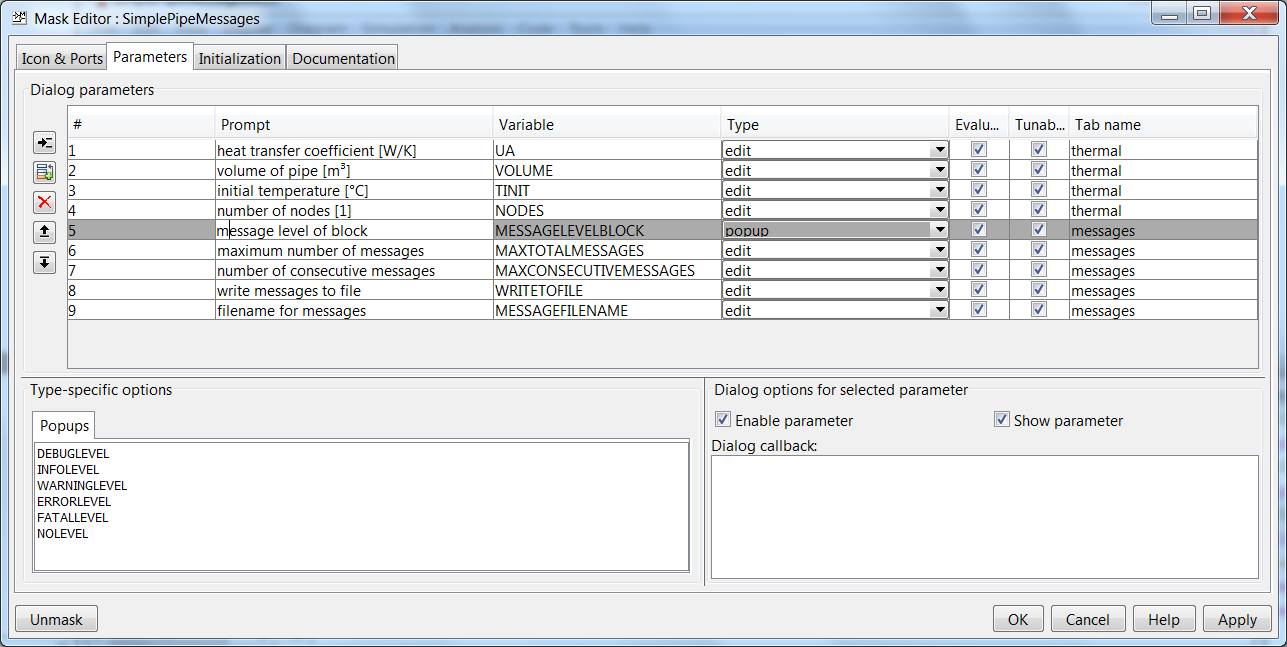 Mask Editor : SimplePipeMessages
Icon & Ports Parameters Initialization Documentation
Dialog parameters
# Prompt Variable Type Evalu... Tunab... Tab name
1 heat transfer coefficient [W/K] UA edit thermal
2 volume of pipe [m³] VOLUME edit thermal
3 initial temperature [°C] TINIT edit thermal
4 number of nodes [1] NODES edit thermal
5 message level of block MESSAGELEVELBLOCK popup messages
6 maximum number of messages MAXTOTALMESSAGES edit messages
7 number of consecutive messages MAXCONSECUTIVEMESSAGES edit messages
8 write messages to file WRITETOFILE edit messages
9 filename for messages MESSAGEFILENAME edit messages
Type-specific options
Popups
DEBUGLEVEL
INFOLEVEL
WARNINGLEVEL
ERRORLEVEL
FATALLEVEL
NOLEVEL
Dialog options for selected parameter
Enable parameter Show parameter
Dialog callback:
Unmask OK Cancel Help Apply